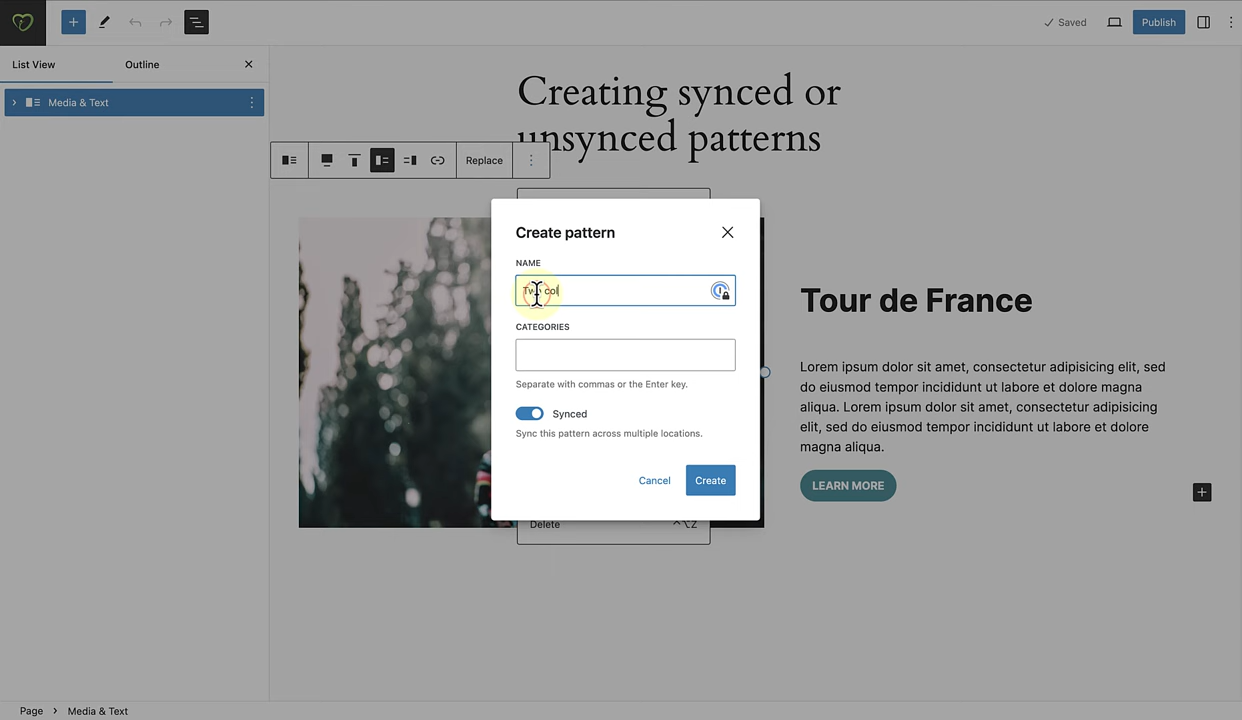 Saved
Publish
List View
Outline
Media & Text
Creating synced or
unsynced patterns
Replace
Create pattern
NAME
Two col
CATEGORIES
Separate with commas or the Enter key.
Synced
Sync this pattern across multiple locations.
Cancel
Create
Delete
⌃⌥Z
Tour de France
Lorem ipsum dolor sit amet, consectetur adipisicing elit, sed
do eiusmod tempor incididunt ut labore et dolore magna
aliqua. Lorem ipsum dolor sit amet, consectetur adipisicing
elit, sed do eiusmod tempor incididunt ut labore et dolore
magna aliqua.
LEARN MORE
Page
Media & Text